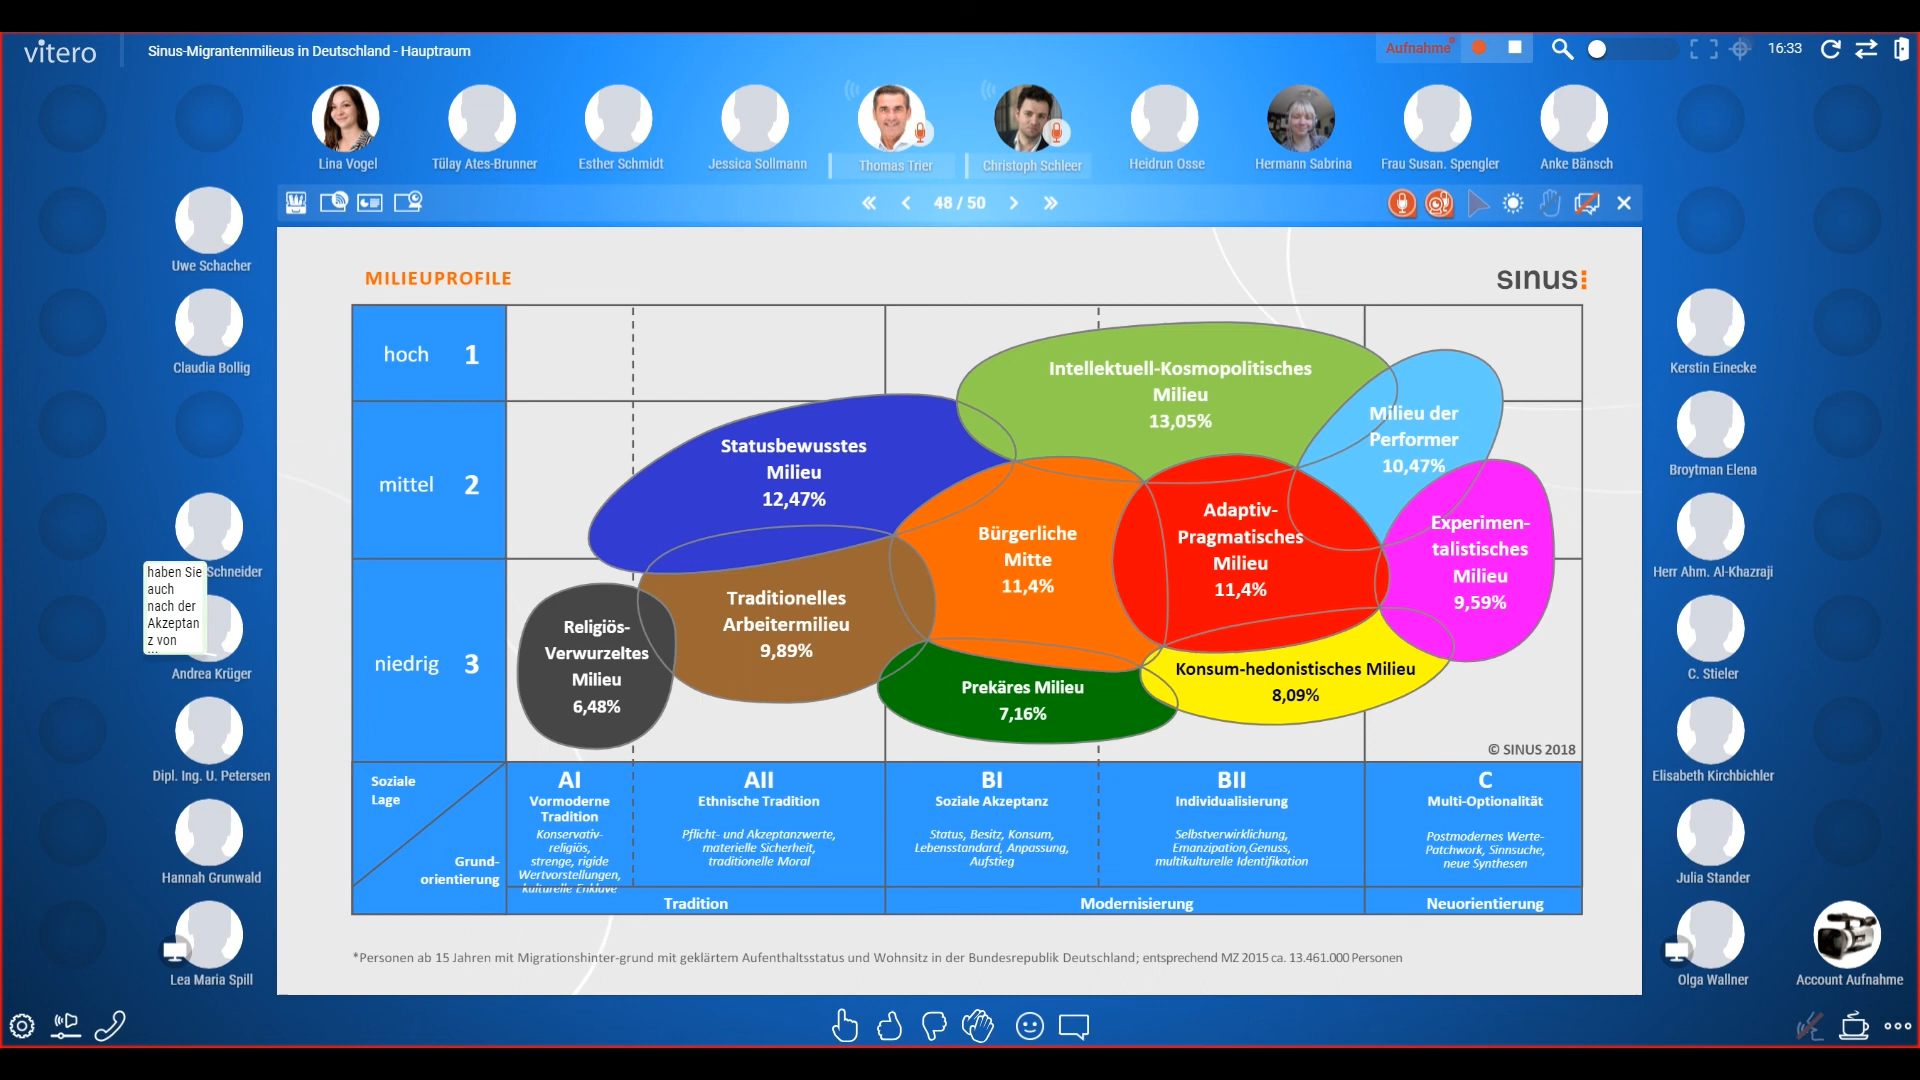 vitero
Sinus-Migrantenmilieus in Deutschland - Hauptraum
Aufnahme
16:33
Lina Vogel
Tülay Ates-Brunner
Esther Schmidt
Jessica Sollmann
Thomas Trier
Christoph Schleer
Heidrun Osse
Hermann Sabrina
Frau Susan. Spengler
Anke Bänsch
48 / 50
Uwe Schacher
Claudia Bollig
Schneider
haben Sie
auch
nach der
Akzeptan
z von
Andrea Krüger
Dipl. Ing. U. Petersen
Hannah Grunwald
Lea Maria Spill
MILIEUPROFILE
sinus
hoch 1
mittel 2
niedrig 3
Intellektuell-Kosmopolitisches
Milieu
13,05%
Milieu der
Performer
10,47%
Statusbewusstes
Milieu
12,47%
Bürgerliche
Mitte
11,4%
Adaptiv-
Pragmatisches
Milieu
11,4%
Experimen-
talistisches
Milieu
9,59%
Traditionelles
Arbeitermilieu
9,89%
Religiös-
Verwurzeltes
Milieu
6,48%
Prekäres Milieu
7,16%
Konsum-hedonistisches Milieu
8,09%
© SINUS 2018
Soziale
Lage
Grund-
orientierung
AI
Vormoderne
Tradition
Konservativ-
religiös,
strenge, rigide
Wertvorstellungen,
kulturelle Enklave
AII
Ethnische Tradition
Pflicht- und Akzeptanzwerte,
materielle Sicherheit,
traditionelle Moral
BI
Soziale Akzeptanz
Status, Besitz, Konsum,
Lebensstandard, Anpassung,
Aufstieg
BII
Individualisierung
Selbstverwirklichung,
Emanzipation,Genuss,
multikulturelle Identifikation
C
Multi-Optionalität
Postmodernes Werte-
Patchwork, Sinnsuche,
neue Synthesen
Tradition
Modernisierung
Neuorientierung
*Personen ab 15 Jahren mit Migrationshinter-grund mit geklärtem Aufenthaltsstatus und Wohnsitz in der Bundesrepublik Deutschland; entsprechend MZ 2015 ca. 13.461.000 Personen
Kerstin Einecke
Broytman Elena
Herr Ahm. Al-Khazraji
C. Stieler
Elisabeth Kirchbichler
Julia Stander
Olga Wallner
Account Aufnahme